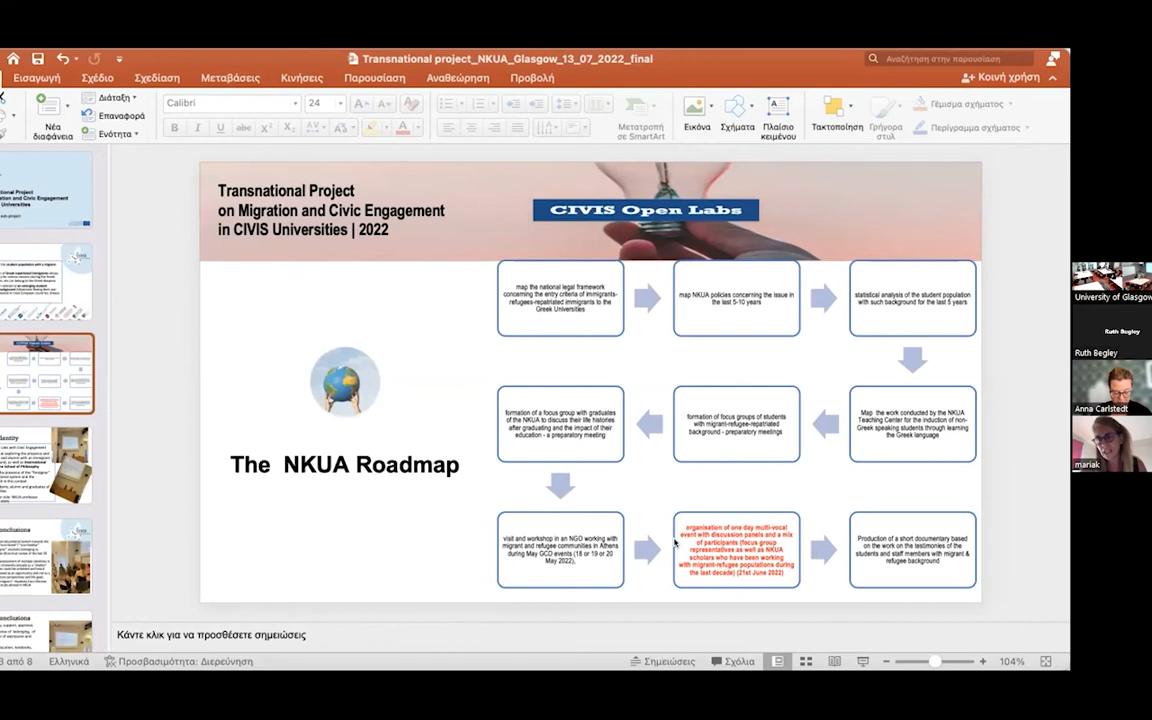 Transnational project_NKUA_Glasgow_13_07_2022_final
Αναζήτηση στην παρουσίαση
Εισαγωγή Σχέδιο Σχεδίαση Μεταβάσεις Κινήσεις Παρουσίαση Αναθεώρηση Προβολή
Κοινή χρήση
Νέα
διαφάνεια
Διάταξη
Επαναφορά
Ενότητα
Calibri 24
Μετατροπή
σε SmartArt
Εικόνα
Σχήματα
Πλαίσιο
κειμένου
Τακτοποίηση
Γρήγορα
στυλ
Γέμισμα σχήματος
Περίγραμμα σχήματος
Transnational Project
on Migration and Civic Engagement
in CIVIS Universities | 2022
CIVIS Open Labs
The NKUA Roadmap
map the national legal framework
concerning the entry criteria of immigrants-
refugees-repatriated immigrants to the
Greek Universities
map NKUA policies concerning the issue in
the last 5-10 years
statistical analysis of the student population
with such background for the last 5 years
Map the work conducted by the NKUA
Teaching Center for the induction of non-
Greek speaking students through learning
the Greek language
formation of focus groups of students
with migrant-refugee-repatriated
background - preparatory meetings
formation of a focus group with graduates
of the NKUA to discuss their life histories
after graduating and the impact of their
education - a preparatory meeting
visit and workshop in an NGO working with
migrant and refugee communities in Athens
during May GCD events (18 or 19 or 20
May 2022),
organisation of one day multi-vocal
event with discussion panels and a mix
of participants (focus group
representatives as well as NKUA
scholars who have been working
with migrant-refugee populations during
the last decade) (21st June 2022)
Production of a short documentary based
on the work on the testimonies of the
students and staff members with migrant &
refugee background
Κάντε κλικ για να προσθέσετε σημειώσεις
3 από 8 Ελληνικά Προσβασιμότητα: Διερεύνηση Σημειώσεις Σχόλια 104%
University of Glasgow
Ruth Begley
Ruth Begley
Anna Carlstedt
mariak